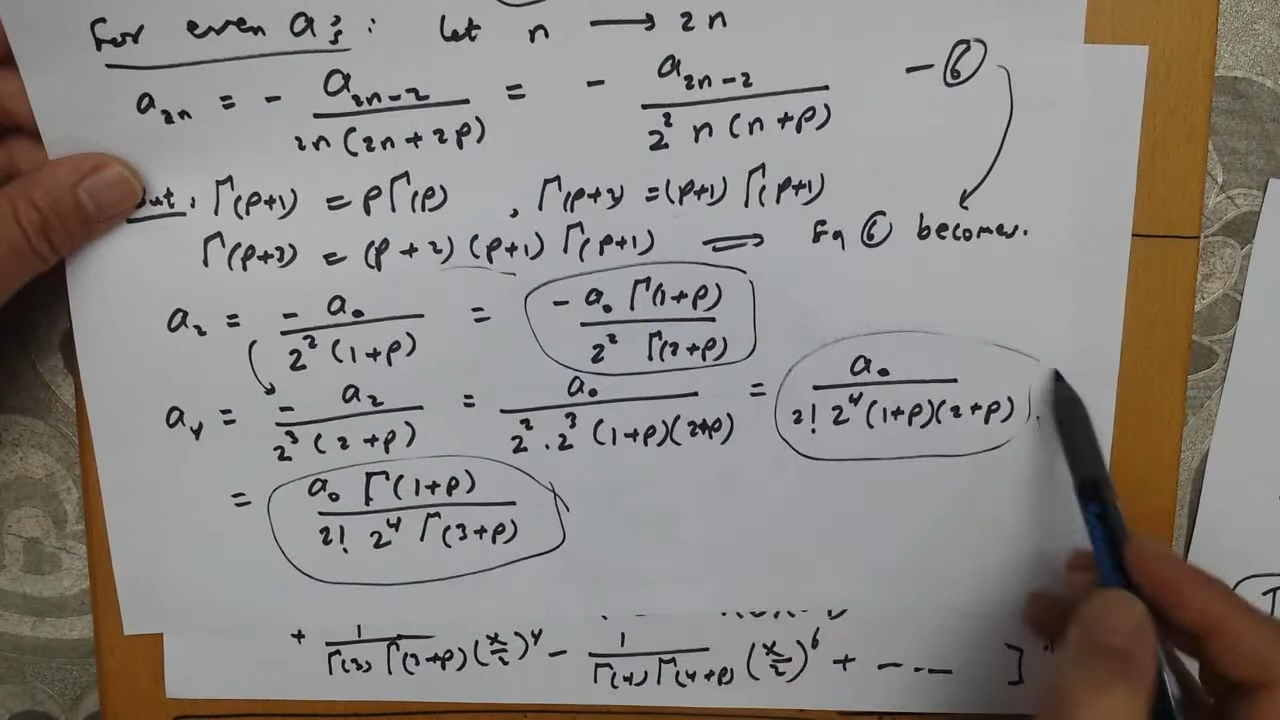 For even a's : let n ⟶ 2n
a₂ₙ = - a₂ₙ₋₂ / 2n(2n+2p) = - a₂ₙ₋₂ / 2² n(n+p) - ⑥
But: Γ(p+1) = pΓ(p) , Γ(p+2) = (p+1) Γ(p+1)
Γ(p+3) = (p+2)(p+1) Γ(p+1) ⟹ Eq ⑥ becomes.
a₂ = - a₀ / 2²(1+p) = - a₀ Γ(1+p) / 2² Γ(2+p)
a₄ = - a₂ / 2³(2+p) = a₀ / 2².2³ (1+p)(2+p) = a₀ / 2! 2⁴(1+p)(2+p)
= a₀ Γ(1+p) / 2! 2⁴ Γ(3+p)
+ 1 / Γ(3) Γ(3+p) (x/2)⁴ - 1 / Γ(4) Γ(4+p) (x/2)⁶ + ---- ]